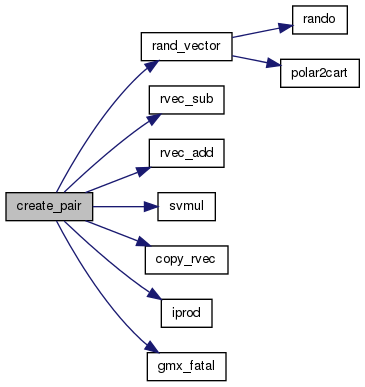 create_pair
rand_vector
rando
polar2cart
rvec_sub
rvec_add
svmul
copy_rvec
iprod
gmx_fatal